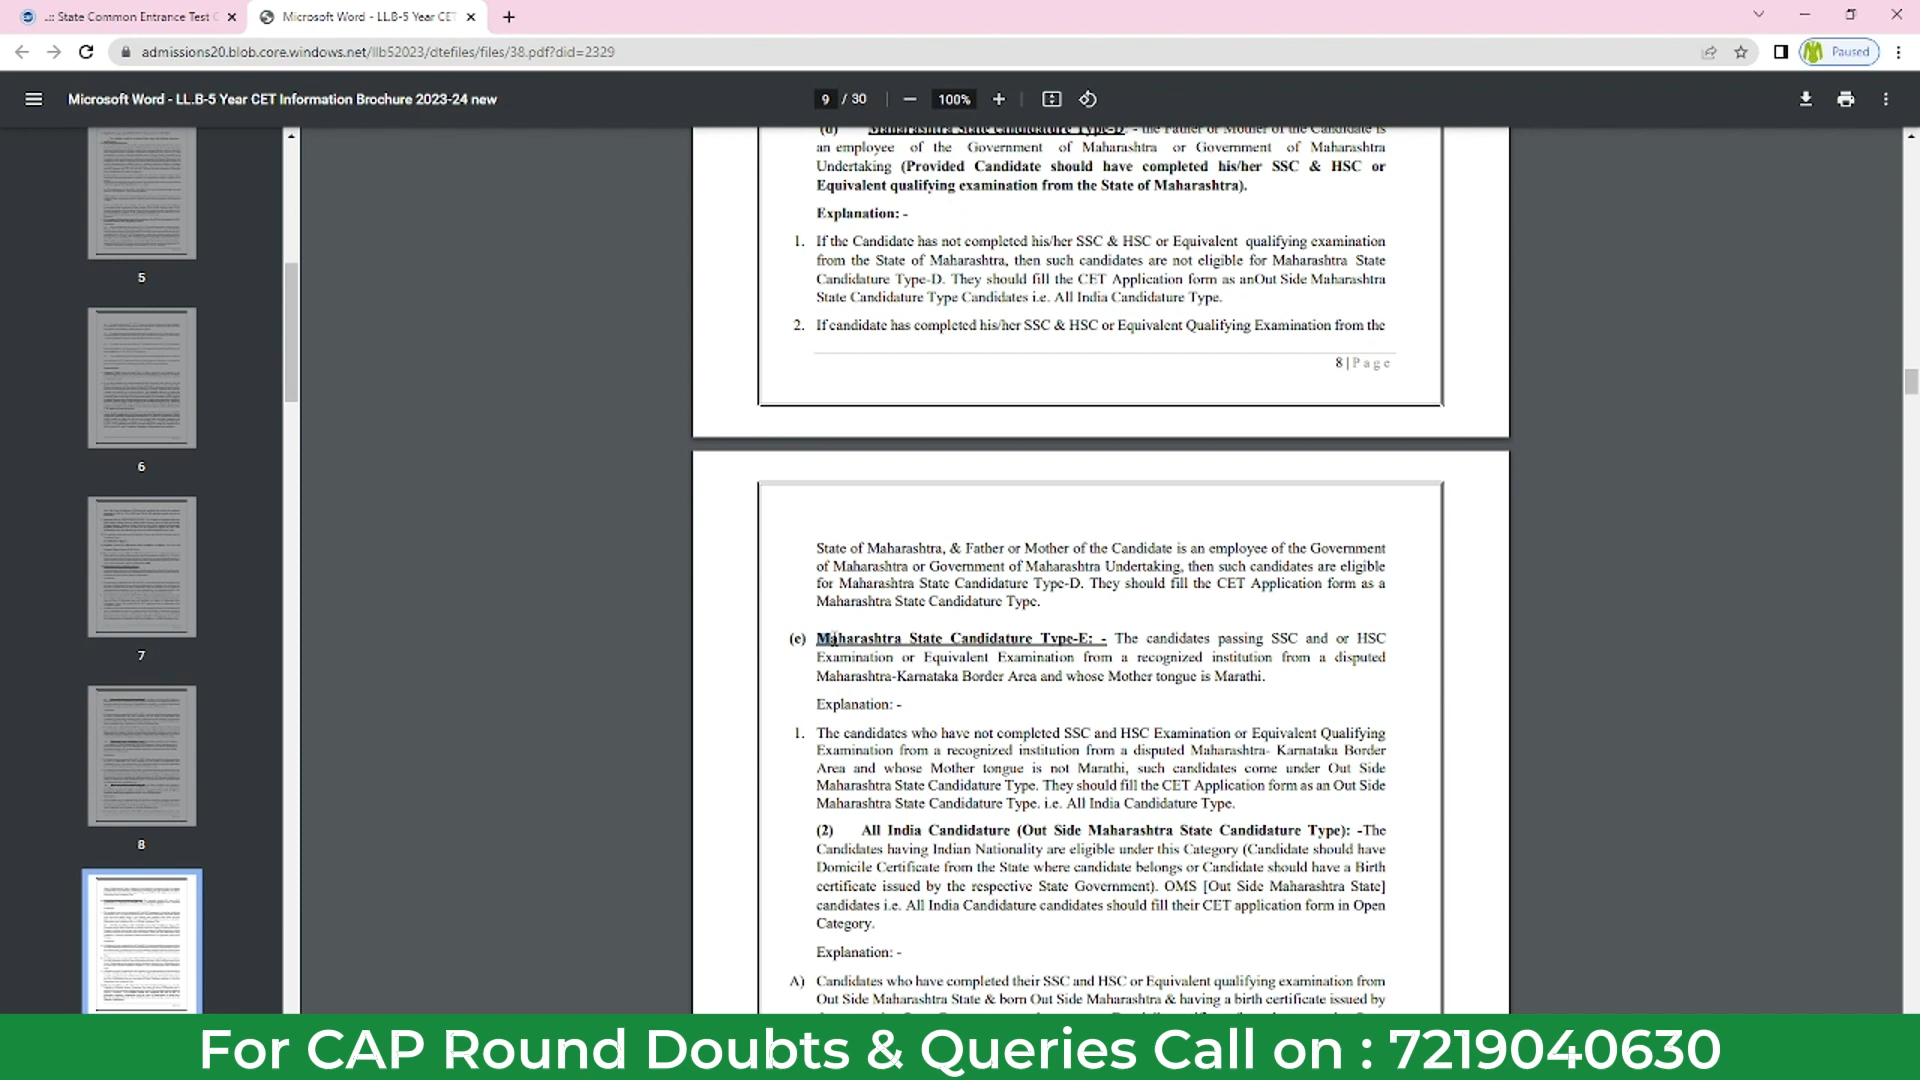 ..:: State Common Entrance Test C
Microsoft Word - LL.B-5 Year CET
admissions20.blob.core.windows.net/llb52023/dtefiles/files/38.pdf?did=2329
Paused
Microsoft Word - LL.B-5 Year CET Information Brochure 2023-24 new
9 / 30
100%
5
6
7
8
(d) Maharashtra State Candidature Type-D: - the Father or Mother of the Candidate is
an employee of the Government of Maharashtra or Government of Maharashtra
Undertaking (Provided Candidate should have completed his/her SSC & HSC or
Equivalent qualifying examination from the State of Maharashtra).
Explanation: -
1. If the Candidate has not completed his/her SSC & HSC or Equivalent qualifying examination
from the State of Maharashtra, then such candidates are not eligible for Maharashtra State
Candidature Type-D. They should fill the CET Application form as anOut Side Maharashtra
State Candidature Type Candidates i.e. All India Candidature Type.
2. If candidate has completed his/her SSC & HSC or Equivalent Qualifying Examination from the
8 | P a g e
State of Maharashtra, & Father or Mother of the Candidate is an employee of the Government
of Maharashtra or Government of Maharashtra Undertaking, then such candidates are eligible
for Maharashtra State Candidature Type-D. They should fill the CET Application form as a
Maharashtra State Candidature Type.
(e) Maharashtra State Candidature Type-E: - The candidates passing SSC and or HSC
Examination or Equivalent Examination from a recognized institution from a disputed
Maharashtra-Karnataka Border Area and whose Mother tongue is Marathi.
Explanation: -
1. The candidates who have not completed SSC and HSC Examination or Equivalent Qualifying
Examination from a recognized institution from a disputed Maharashtra- Karnataka Border
Area and whose Mother tongue is not Marathi, such candidates come under Out Side
Maharashtra State Candidature Type. They should fill the CET Application form as an Out Side
Maharashtra State Candidature Type. i.e. All India Candidature Type.
(2) All India Candidature (Out Side Maharashtra State Candidature Type): -The
Candidates having Indian Nationality are eligible under this Category (Candidate should have
Domicile Certificate from the State where candidate belongs or Candidate should have a Birth
certificate issued by the respective State Government). OMS [Out Side Maharashtra State]
candidates i.e. All India Candidature candidates should fill their CET application form in Open
Category.
Explanation: -
A) Candidates who have completed their SSC and HSC or Equivalent qualifying examination from
Out Side Maharashtra State & born Out Side Maharashtra & having a birth certificate issued by
For CAP Round Doubts & Queries Call on : 7219040630